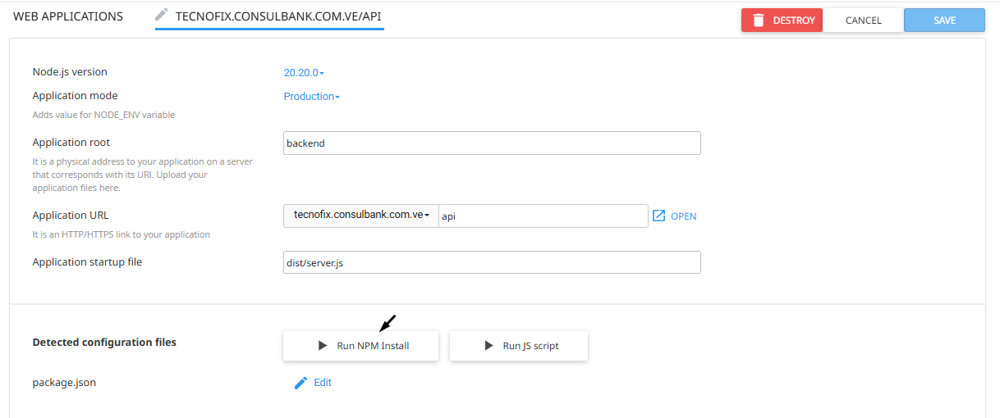 WEB APPLICATIONS
TECNOFIX.CONSULBANK.COM.VE/API
DESTROY
CANCEL
SAVE
Node.js version
20.20.0
Application mode
Production
Adds value for NODE_ENV variable
Application root
backend
It is a physical address to your application on a server
that corresponds with its URI. Upload your
application files here.
Application URL
tecnofix.consulbank.com.ve
api
OPEN
It is an HTTP/HTTPS link to your application
Application startup file
dist/server.js
Detected configuration files
Run NPM Install
Run JS script
package.json
Edit